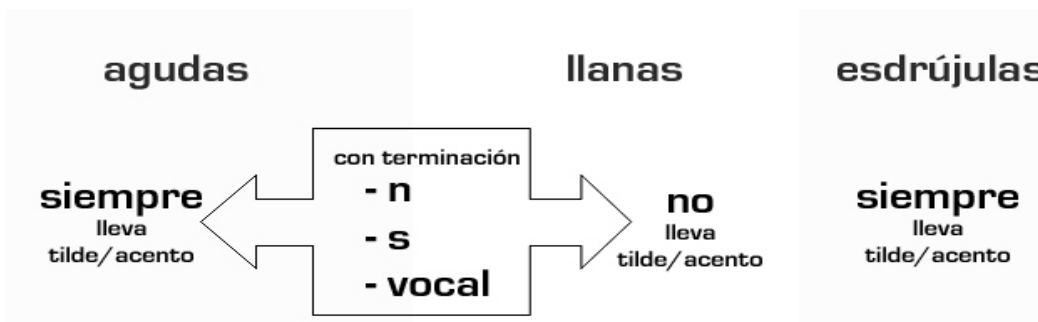 agudas
llanas
esdrújulas
con terminación
- n
- s
- vocal
siempre
lleva
tilde/acento
no
lleva
tilde/acento
siempre
lleva
tilde/acento